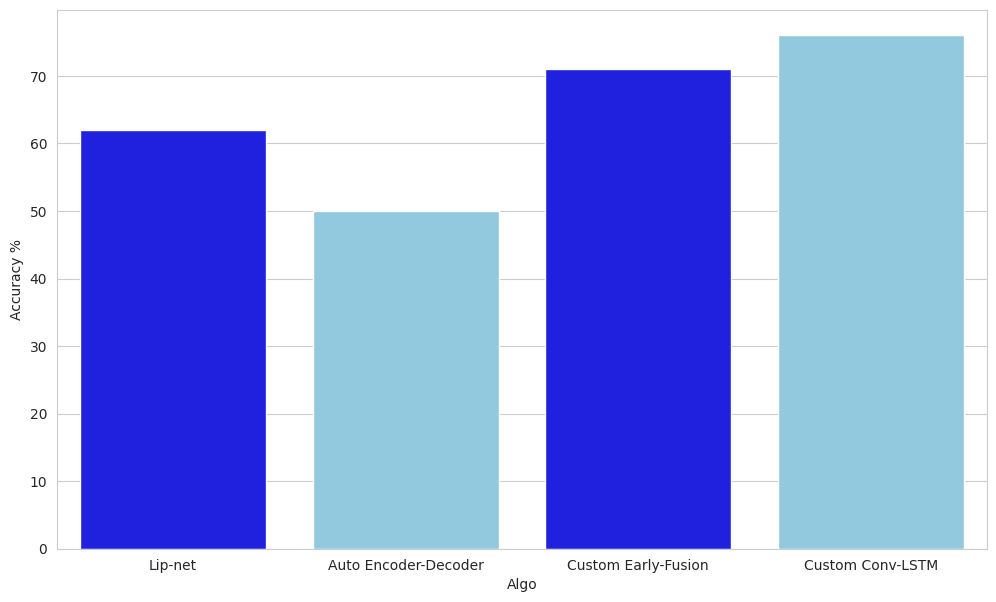 70
60
50
40
30
20
10
0
Accuracy %
Lip-net
Auto Encoder-Decoder
Custom Early-Fusion
Custom Conv-LSTM
Algo